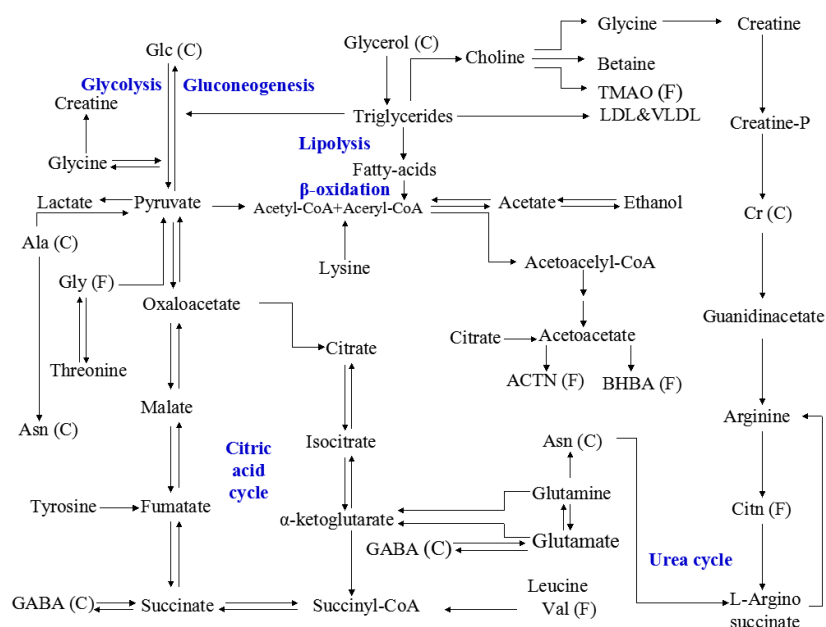 Glycine
Creatine
Glc (C)
Glycerol (C)
Choline
Betaine
Glycolysis
Gluconeogenesis
TMAO (F)
Creatine
Triglycerides
LDL&VLDL
Creatine-P
Lipolysis
Glycine
Fatty-acids
β-oxidation
Lactate
Pyruvate
Acetyl-CoA+Aceryl-CoA
Acetate
Ethanol
Cr (C)
Ala (C)
Lysine
Acetoacelyl-CoA
Gly (F)
Oxaloacetate
Guanidinacetate
Citrate
Citrate
Acetoacetate
Threonine
ACTN (F)
BHBA (F)
Malate
Arginine
Asn (C)
Isocitrate
Asn (C)
Citric
acid
cycle
Glutamine
Tyrosine
Fumatate
α-ketoglutarate
Citn (F)
GABA (C)
Glutamate
Urea cycle
Leucine
Val (F)
GABA (C)
Succinate
Succinyl-CoA
L-Argino
succinate